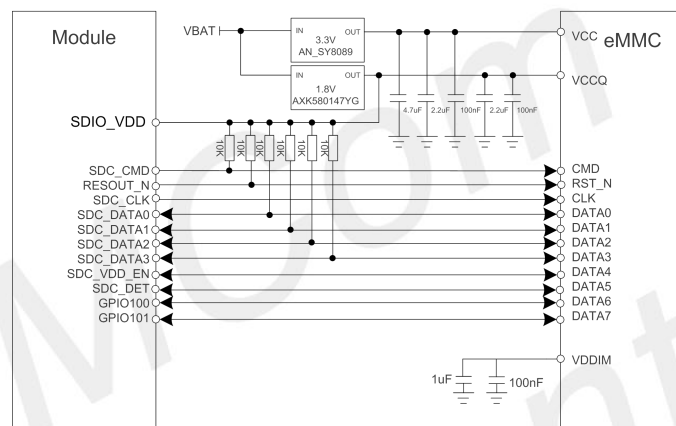 Module
VBAT
IN OUT
3.3V
AN_SY8089
IN OUT
1.8V
AXK580147YG
VCC
eMMC
VCCQ
4.7uF 2.2uF 100nF 2.2uF 100nF
SDIO_VDD
10K 10K 10K 10K 10K 10K
SDC_CMD CMD
RESOUT_N RST_N
SDC_CLK CLK
SDC_DATA0 DATA0
SDC_DATA1 DATA1
SDC_DATA2 DATA2
SDC_DATA3 DATA3
SDC_VDD_EN DATA4
SDC_DET DATA5
GPIO100 DATA6
GPIO101 DATA7
VDDIM
1uF 100nF